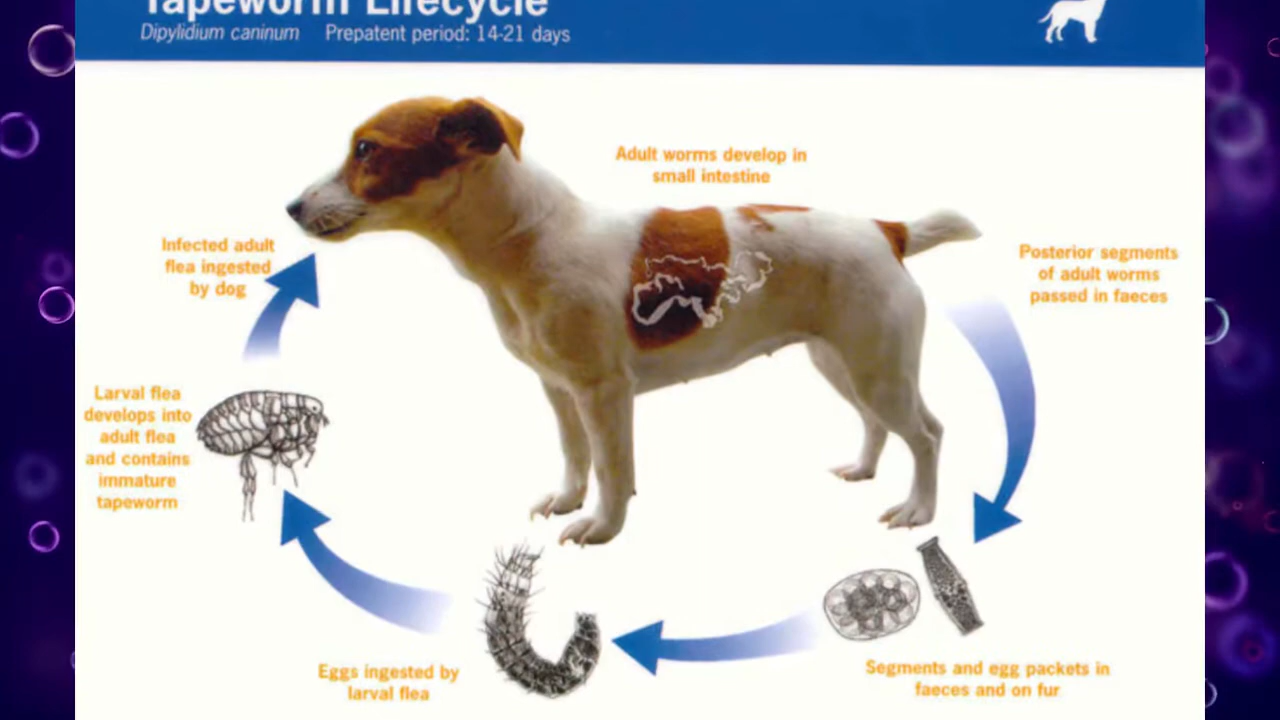 Tapeworm Lifecycle
Dipylidium caninum Prepatent period: 14-21 days
Adult worms develop in
small intestine
Infected adult
flea ingested
by dog
Posterior segments
of adult worms
passed in faeces
Larval flea
develops into
adult flea
and contains
immature
tapeworm
Eggs ingested by
larval flea
Segments and egg packets in
faeces and on fur